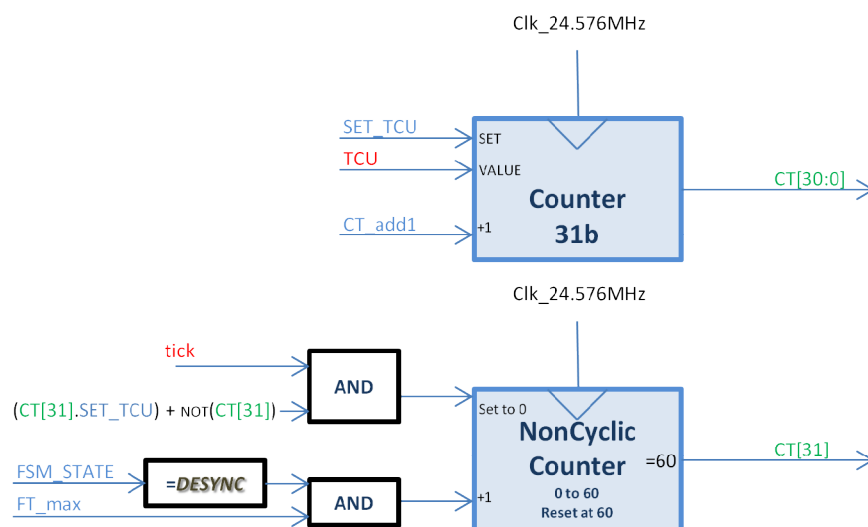 Clk_24.576MHz
SET_TCU
SET
TCU
VALUE
CT[30:0]
Counter
31b
CT_add1
+1
Clk_24.576MHz
tick
AND
(CT[31].SET_TCU) + NOT(CT[31])
Set to 0
NonCyclic
Counter
=60
CT[31]
0 to 60
Reset at 60
FSM_STATE
=DESYNC
FT_max
AND
+1